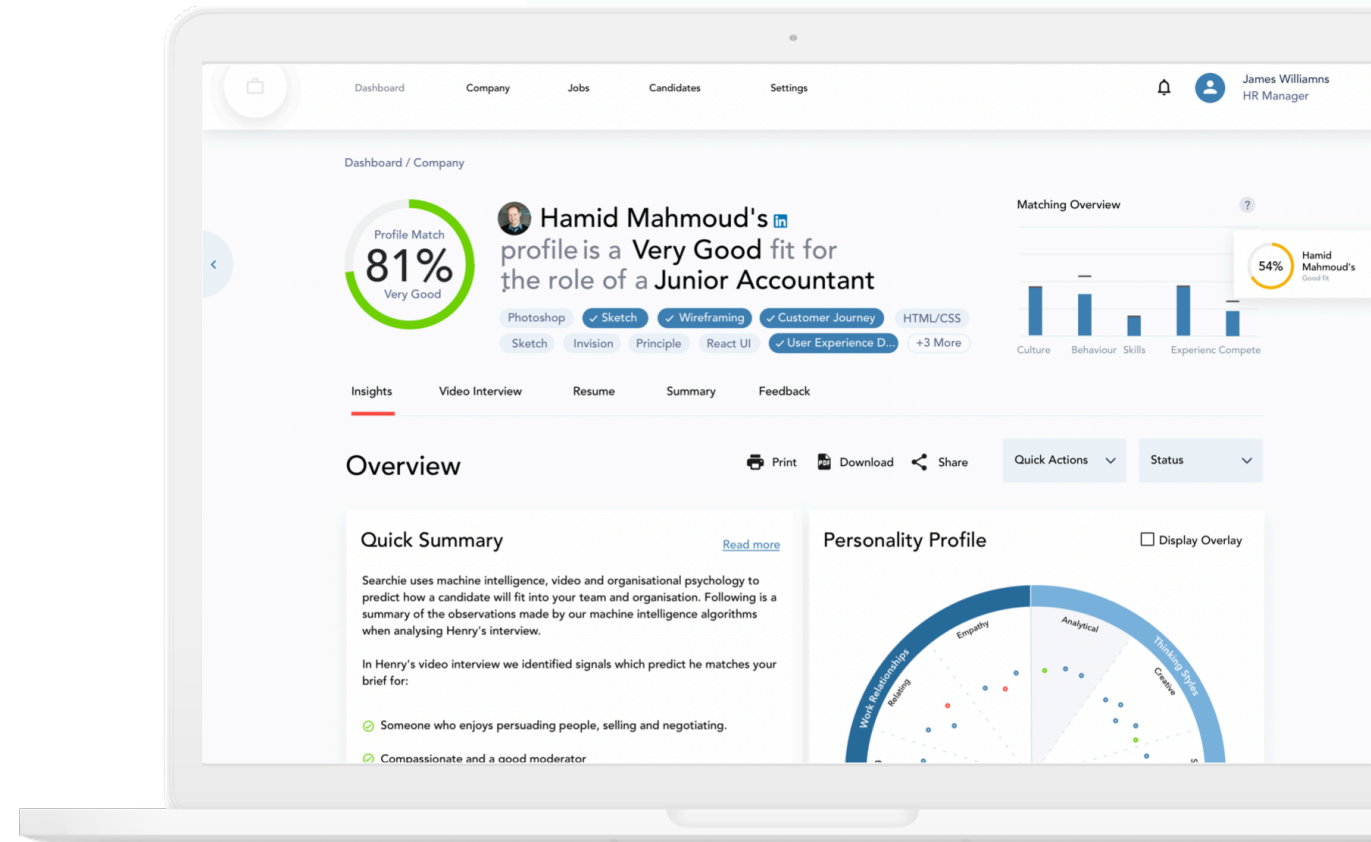 Dashboard
Company
Jobs
Candidates
Settings
James Williamns
HR Manager
Dashboard / Company
Profile Match
81%
Very Good
Hamid Mahmoud's in
profile is a Very Good fit for
the role of a Junior Accountant
Photoshop
Sketch
Wireframing
Customer Journey
HTML/CSS
Sketch
Invision
Principle
React UI
User Experience D...
+3 More
Matching Overview
?
Culture
Behaviour
Skills
Experienc
Compete
54%
Hamid
Mahmoud's
Good fit
Insights
Video Interview
Resume
Summary
Feedback
Overview
Print
PDF
Download
Share
Quick Actions
Status
Quick Summary
Read more
Searchie uses machine intelligence, video and organisational psychology to
predict how a candidate will fit into your team and organisation. Following is a
summary of the observations made by our machine intelligence algorithms
when analysing Henry's interview.
In Henry's video interview we identified signals which predict he matches your
brief for:
Someone who enjoys persuading people, selling and negotiating.
Compassionate and a good moderator
Personality Profile
Display Overlay
Work Relationships
Relating
Empathy
Analytical
Creative
Thinking Styles